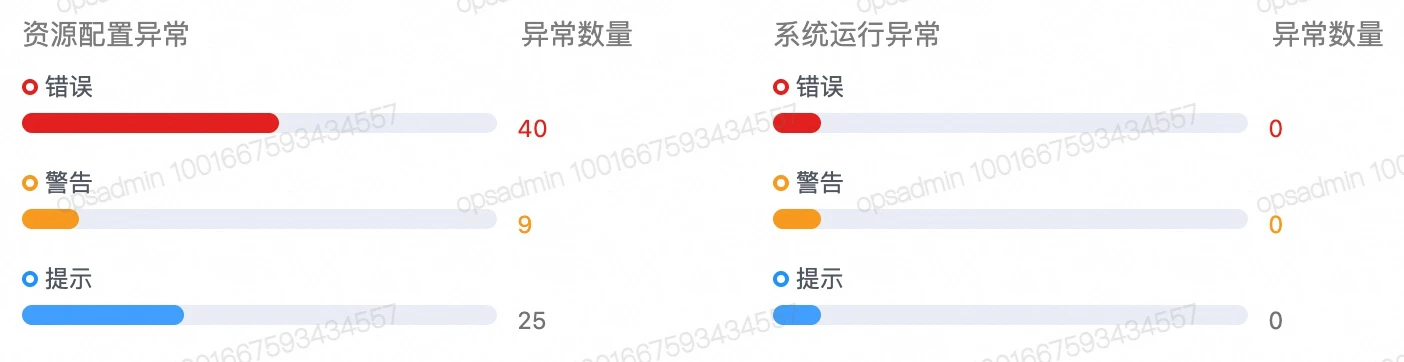 资源配置异常 异常数量
错误
40
警告
9
提示
25
系统运行异常 异常数量
错误
0
警告
0
提示
0
opsadmin 1001667593434557